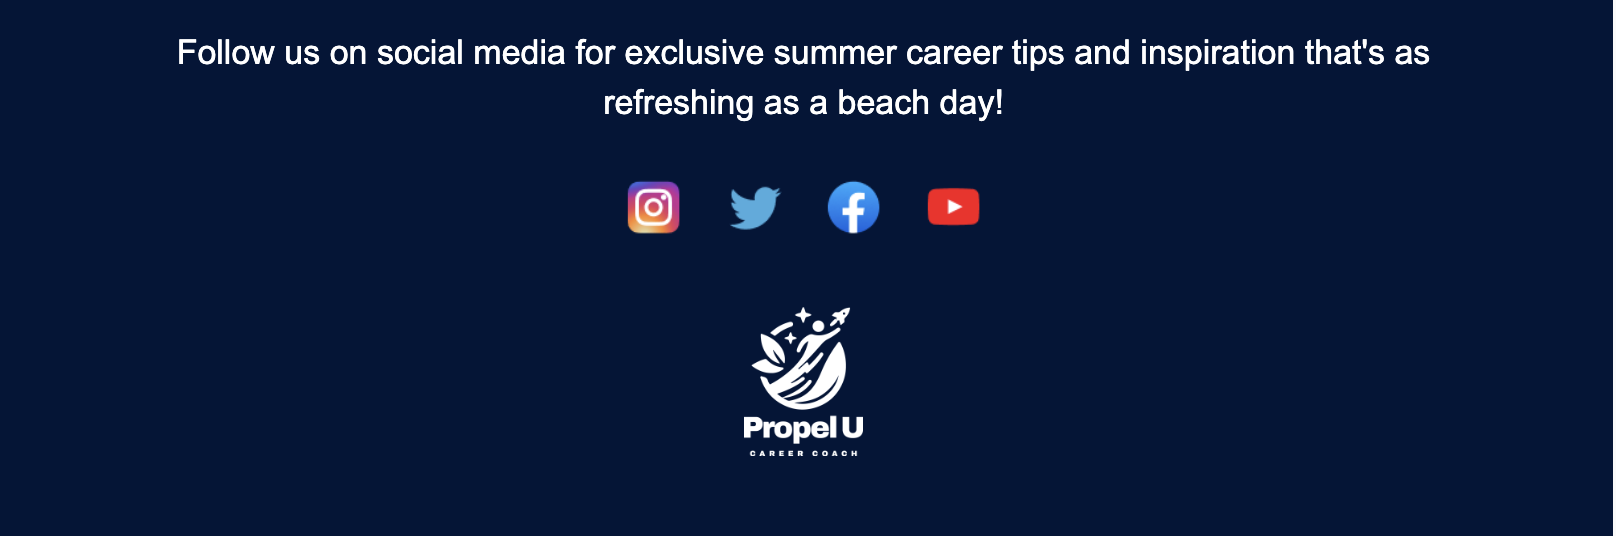 Follow us on social media for exclusive summer career tips and inspiration that's as
refreshing as a beach day!
Propel U
CAREER COACH